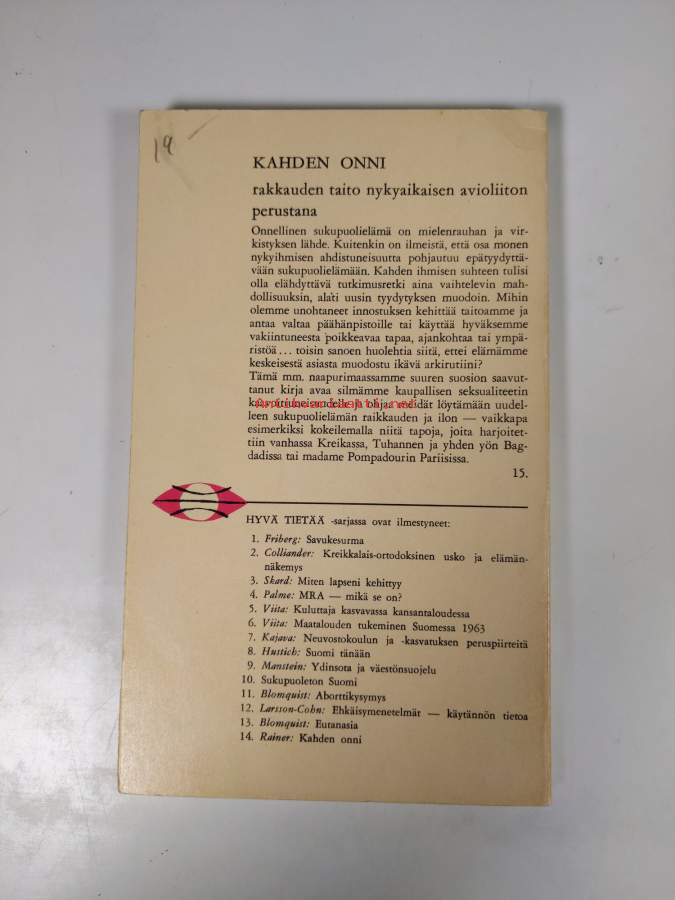 19
KAHDEN ONNI
rakkauden taito nykyaikaisen avioliiton
perustana
Onnellinen sukupuolielämä on mielenrauhan ja vir-
kistyksen lähde. Kuitenkin on ilmeistä, että osa monen
nykyihmisen ahdistuneisuutta pohjautuu epätyydyttä-
vään sukupuolielämään. Kahden ihmisen suhteen tulisi
olla elähdyttävä tutkimusretki aina vaihtelevin mah-
dollisuuksin, alati uusin tyydytyksen muodoin. Mihin
olemme unohtaneet innostuksen kehittää taitoamme ja
antaa valtaa päähänpistoille tai käyttää hyväksemme
vakiintuneesta poikkeavaa tapaa, ajankohtaa tai ympä-
ristöä... toisin sanoen huolehtia siitä, ettei elämämme
keskeisestä asiasta muodostu ikävä arkirutiini?
Tämä mm. naapurimaassamme suuren suosion saavut-
tanut kirja avaa silmämme kaupallisen seksualiteetin
ja ohjaa meidät löytämään uudel-
leen sukupuolielämän raikkauden ja ilon — vaikkapa
esimerkiksi kokeilemalla niitä tapoja, joita harjoitet-
tiin vanhassa Kreikassa, Tuhannen ja yhden yön Bag-
dadissa tai madame Pompadourin Pariisissa.
15.
HYVÄ TIETÄÄ -sarjassa ovat ilmestyneet:
1. Friberg: Savukesurma
2. Colliander: Kreikkalais-ortodoksinen usko ja elämän-
näkemys
3. Skard: Miten lapseni kehittyy
4. Palme: MRA — mikä se on?
5. Viita: Kuluttaja kasvavassa kansantaloudessa
6. Viita: Maatalouden tukeminen Suomessa 1963
7. Kajava: Neuvostokoulun ja -kasvatuksen peruspiirteitä
8. Hustich: Suomi tänään
9. Manstein: Ydinsota ja väestönsuojelu
10. Sukupuoleton Suomi
11. Blomquist: Aborttikysymys
12. Larsson-Cohn: Ehkäisymenetelmät — käytännön tietoa
13. Blomquist: Eutanasia
14. Rainer: Kahden onni